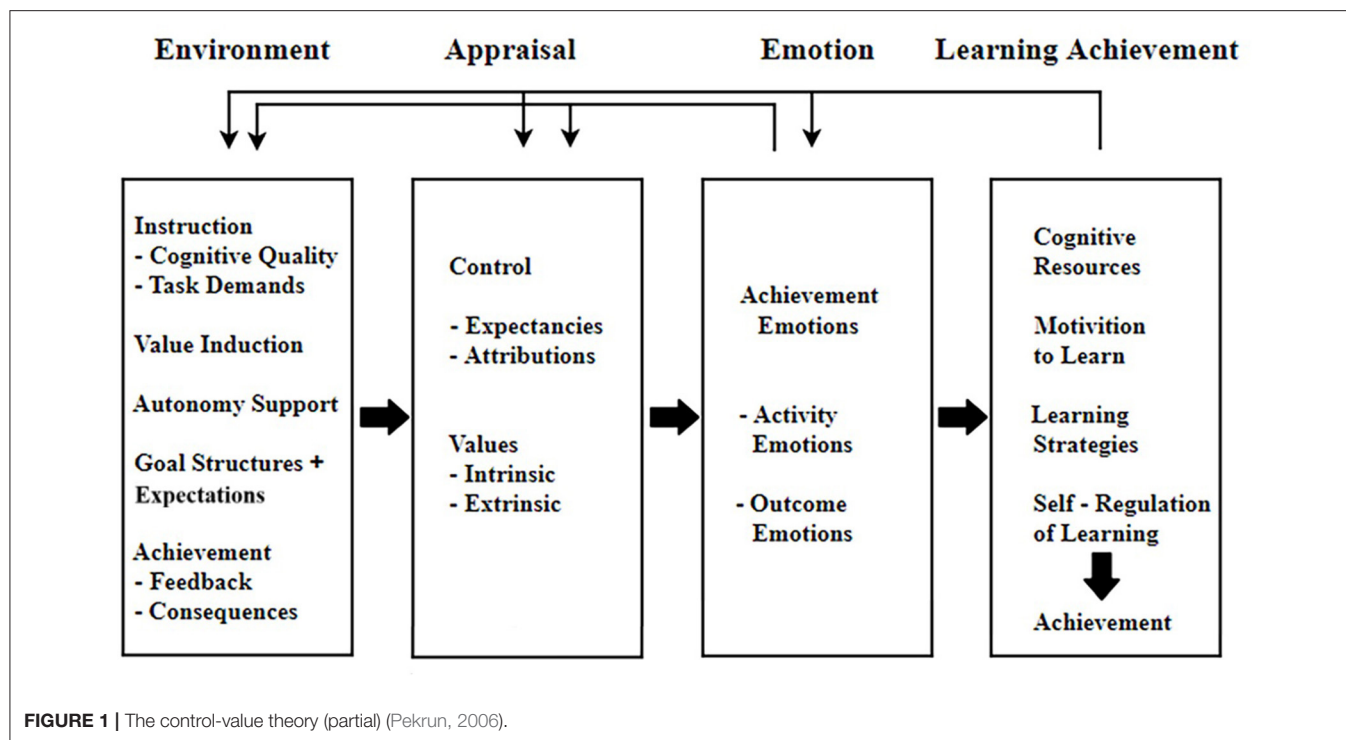 Environment
Appraisal
Emotion
Learning Achievement
Instruction
- Cognitive Quality
- Task Demands
Value Induction
Autonomy Support
Goal Structures +
Expectations
Achievement
- Feedback
- Consequences
Control
- Expectancies
- Attributions
Values
- Intrinsic
- Extrinsic
Achievement
Emotions
- Activity
Emotions
- Outcome
Emotions
Cognitive
Resources
Motivition
to Learn
Learning
Strategies
Self - Regulation
of Learning
Achievement
FIGURE 1 | The control-value theory (partial) (Pekrun, 2006).